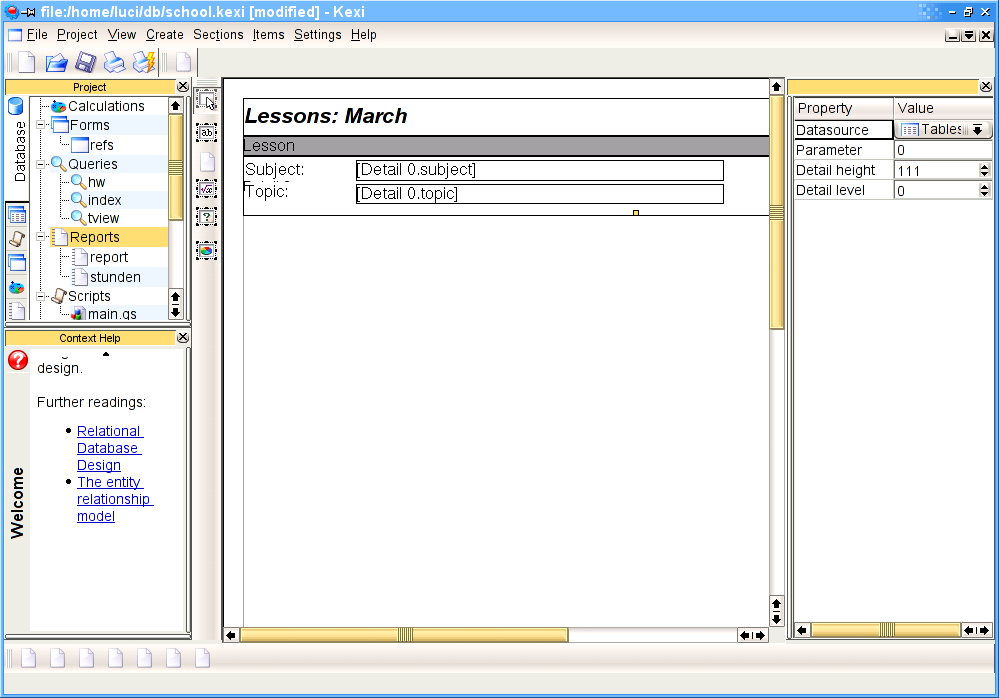 file:/home/luci/db/school.kexi [modified] - Kexi
File Project View Create Sections Items Settings Help
Project
Database
Calculations
Forms
refs
Queries
hw
index
tview
Reports
report
stunden
Scripts
main.qs
Context Help
Welcome
design.
Further readings:
Relational
Database
Design
The entity
relationship
model
ab
?
Lessons: March
Lesson
Subject: [Detail 0.subject]
Topic: [Detail 0.topic]
Property Value
Datasource Tables
Parameter 0
Detail height 111
Detail level 0